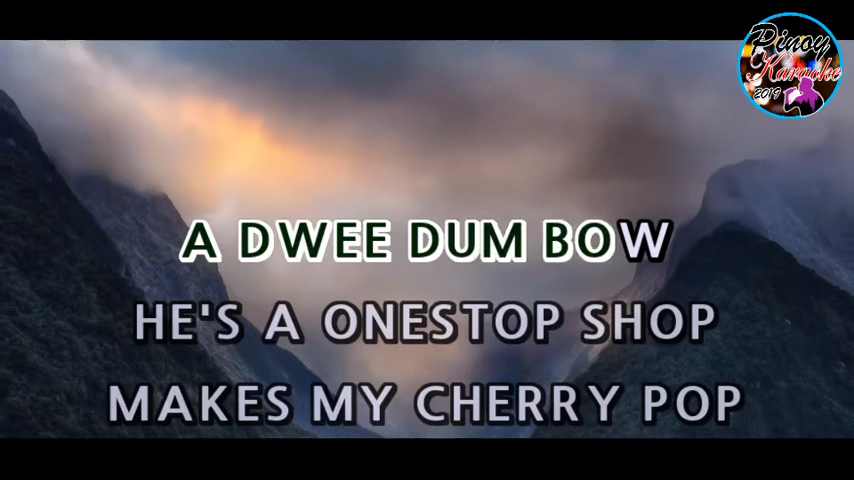 Pinoy
Karaoke
2019
A DWEE DUM BOW
HE'S A ONESTOP SHOP
MAKES MY CHERRY POP